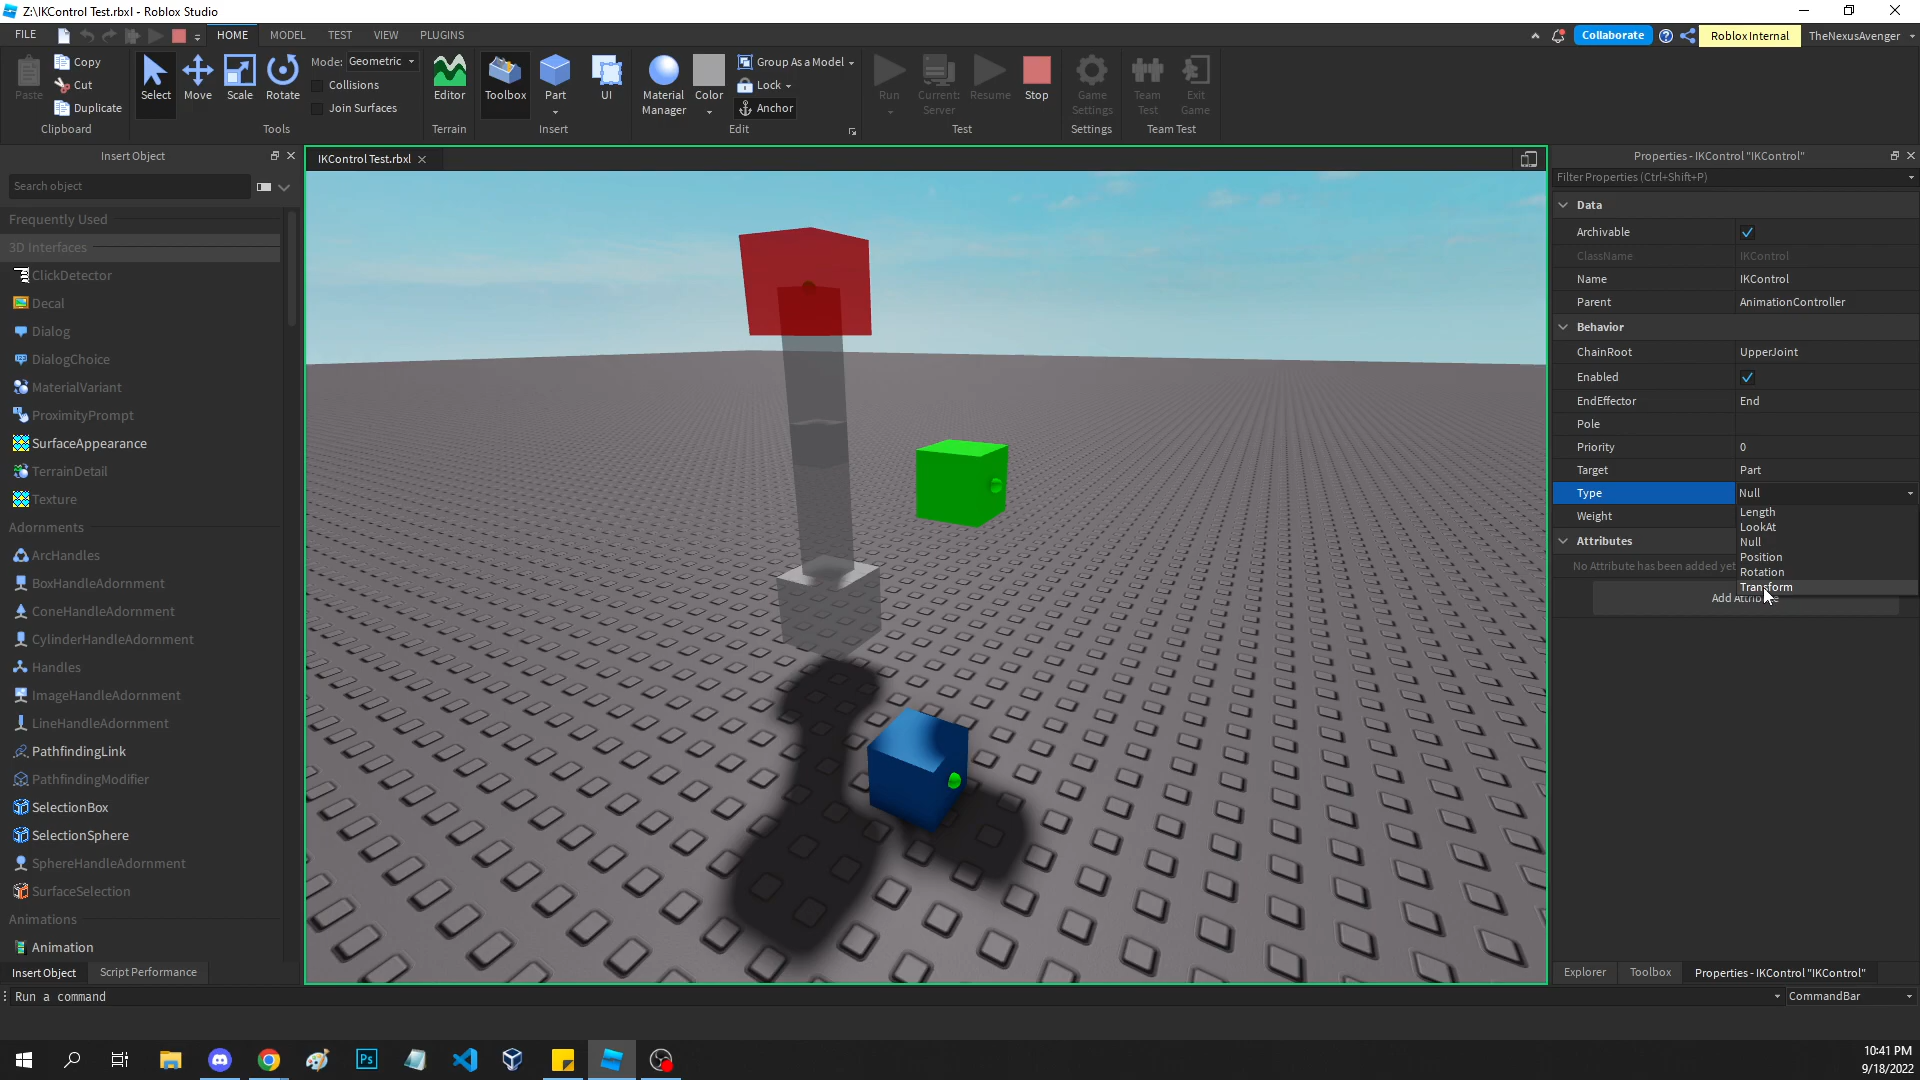 Z:\IKControl Test.rbxl - Roblox Studio
FILE HOME MODEL TEST VIEW PLUGINS
Collaborate
Roblox Internal
TheNexusAvenger
Paste
Copy
Cut
Duplicate
Clipboard
Select
Move
Scale
Rotate
Mode: Geometric
Collisions
Join Surfaces
Tools
Editor
Terrain
Toolbox
Part
UI
Insert
Material
Manager
Color
Group As a Model
Lock
Anchor
Edit
Run
Current:
Server
Resume
Stop
Test
Game
Settings
Settings
Team
Test
Exit
Game
Team Test
Insert Object
Search object
Frequently Used
3D Interfaces
ClickDetector
Decal
Dialog
DialogChoice
MaterialVariant
ProximityPrompt
SurfaceAppearance
TerrainDetail
Texture
Adornments
ArcHandles
BoxHandleAdornment
ConeHandleAdornment
CylinderHandleAdornment
Handles
ImageHandleAdornment
LineHandleAdornment
PathfindingLink
PathfindingModifier
SelectionBox
SelectionSphere
SphereHandleAdornment
SurfaceSelection
Animations
Animation
Insert Object Script Performance
IKControl Test.rbxl
Properties - IKControl "IKControl"
Filter Properties (Ctrl+Shift+P)
Data
Archivable
ClassName IKControl
Name IKControl
Parent AnimationController
Behavior
ChainRoot UpperJoint
Enabled
EndEffector End
Pole
Priority 0
Target Part
Type Null
Weight
Length
LookAt
Null
Position
Rotation
Transform
Attributes
No Attribute has been added yet
Explorer Toolbox Properties - IKControl "IKControl"
Run a command
CommandBar
Ps
10:41 PM
9/18/2022